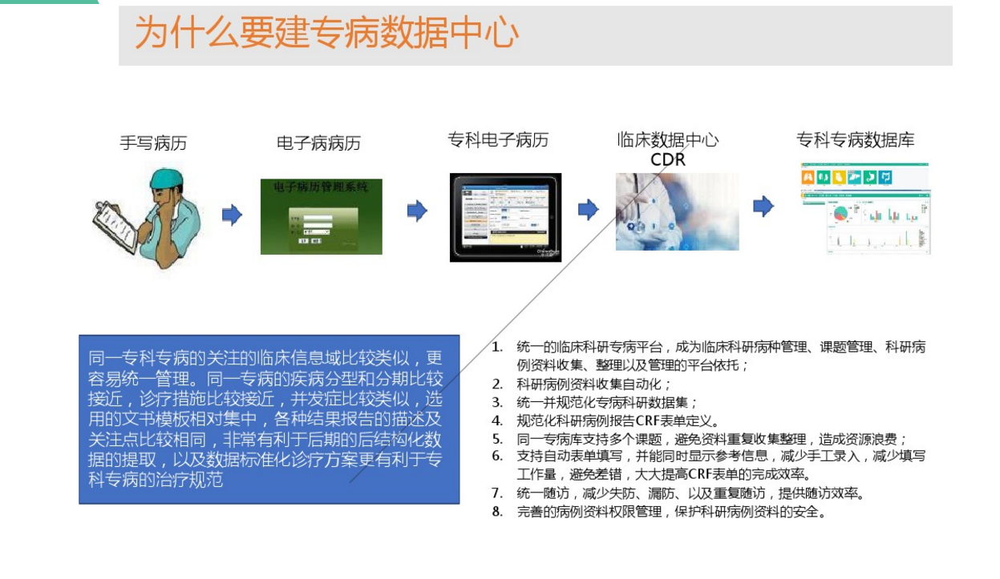 为什么要建专病数据中心
手写病历
电子病病历
专科电子病历
临床数据中心
CDR
专科专病数据库
电子病历管理系统
同一专科专病的关注的临床信息域比较类似，更
容易统一管理。同一专病的疾病分型和分期比较
接近，诊疗措施比较接近，并发症比较类似，选
用的文书模板相对集中，各种结果报告的描述及
关注点比较相同，非常有利于后期的后结构化数
据的提取，以及数据标准化诊疗方案更有利于专
科专病的治疗规范
1. 统一的临床科研专病平台，成为临床科研病种管理、课题管理、科研病
例资料收集、整理以及管理的平台依托；
2. 科研病例资料收集自动化；
3. 统一并规范化专病科研数据集；
4. 规范化科研病例报告CRF表单定义。
5. 同一专病库支持多个课题，避免资料重复收集整理，造成资源浪费；
6. 支持自动表单填写，并能同时显示参考信息，减少手工录入，减少填写
工作量，避免差错，大大提高CRF表单的完成效率。
7. 统一随访，减少失防、漏防、以及重复随访，提供随访效率。
8. 完善的病例资料权限管理，保护科研病例资料的安全。